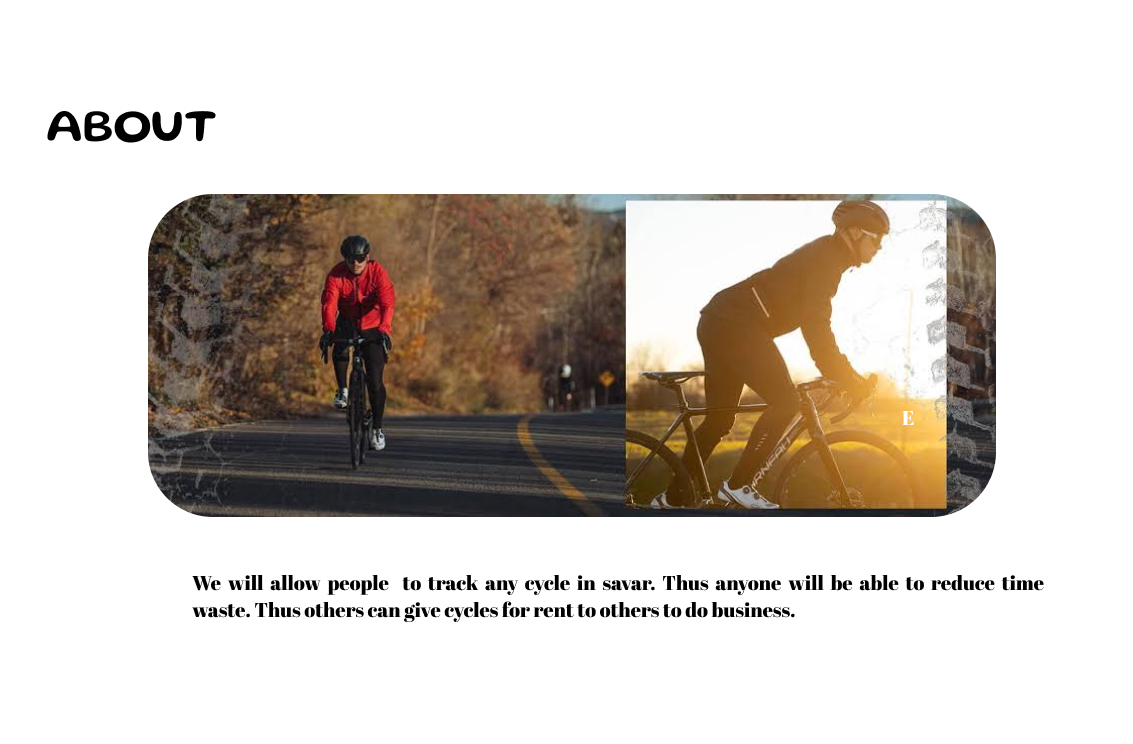 ABOUT
E
We will allow people to track any cycle in savar. Thus anyone will be able to reduce time
waste. Thus others can give cycles for rent to others to do business.